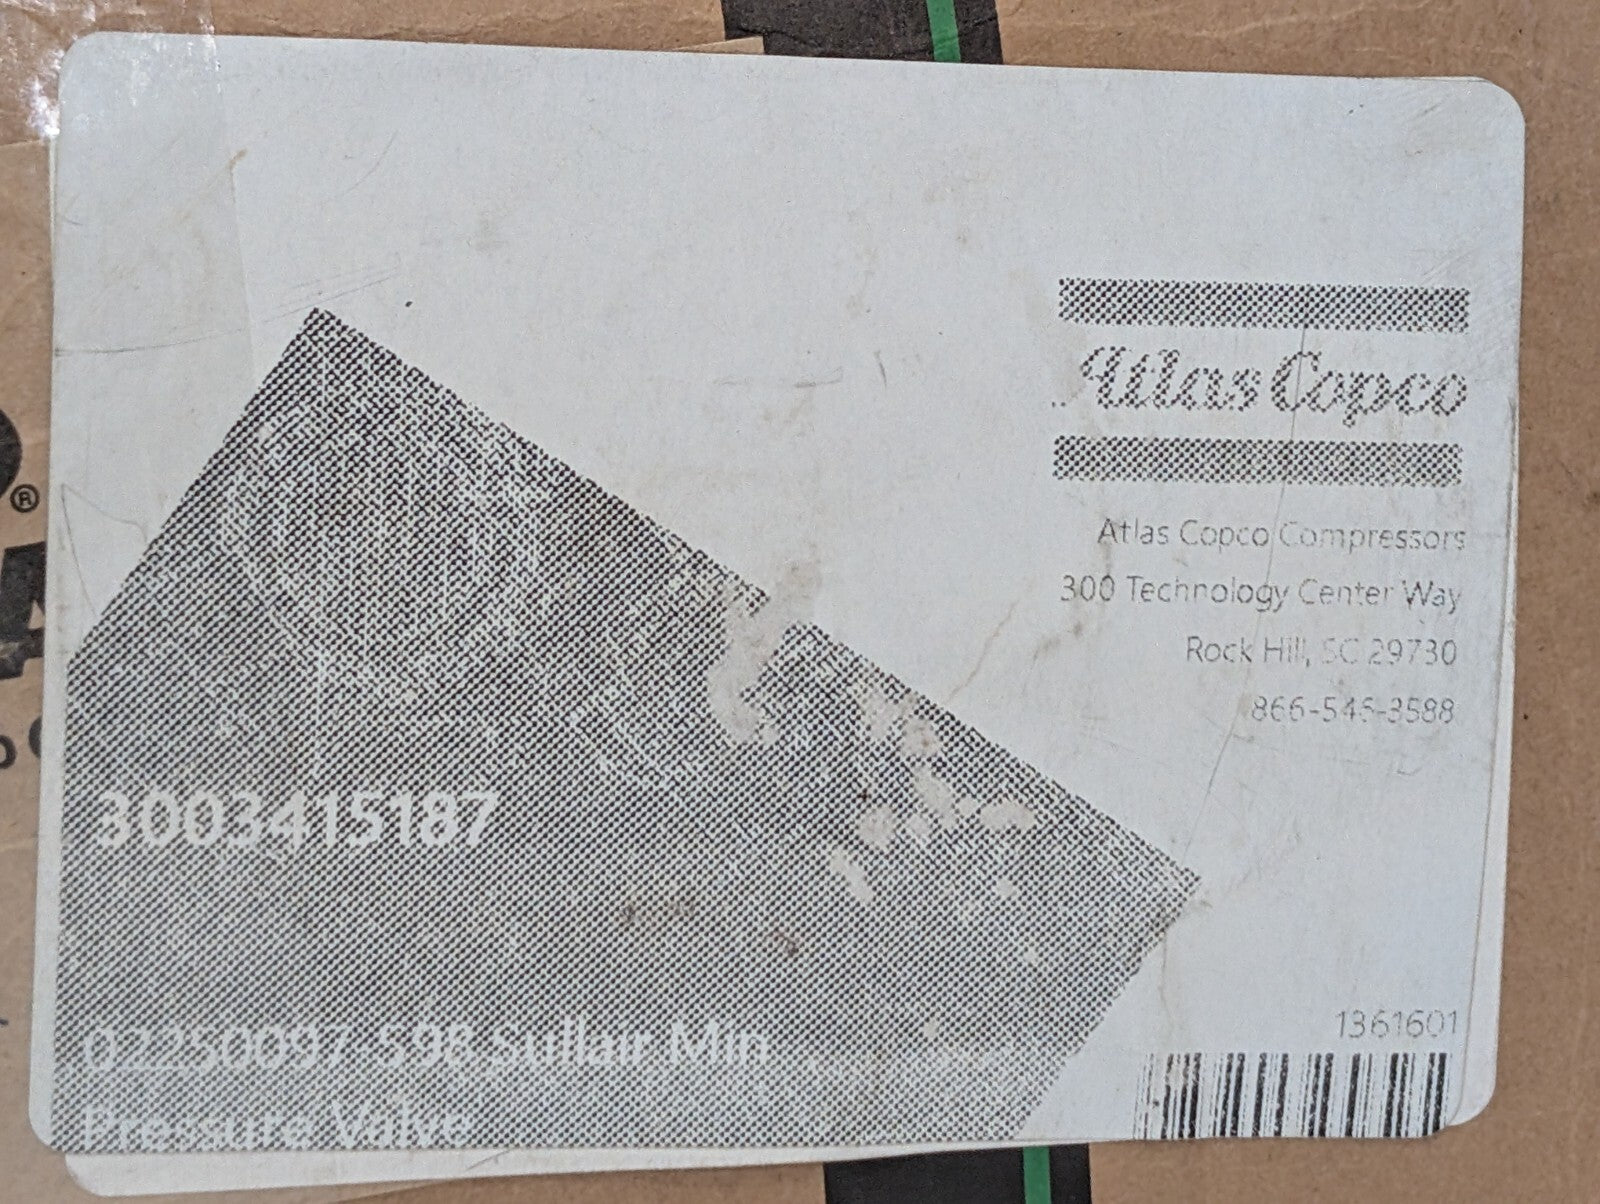 Atlas Copco
Atlas Copco Compressors
300 Technology Center Way
Rock Hill, SC 29730
866-546-3588
3003415187
02250097-598 Sullair Min
Pressure Valve
1361601
®